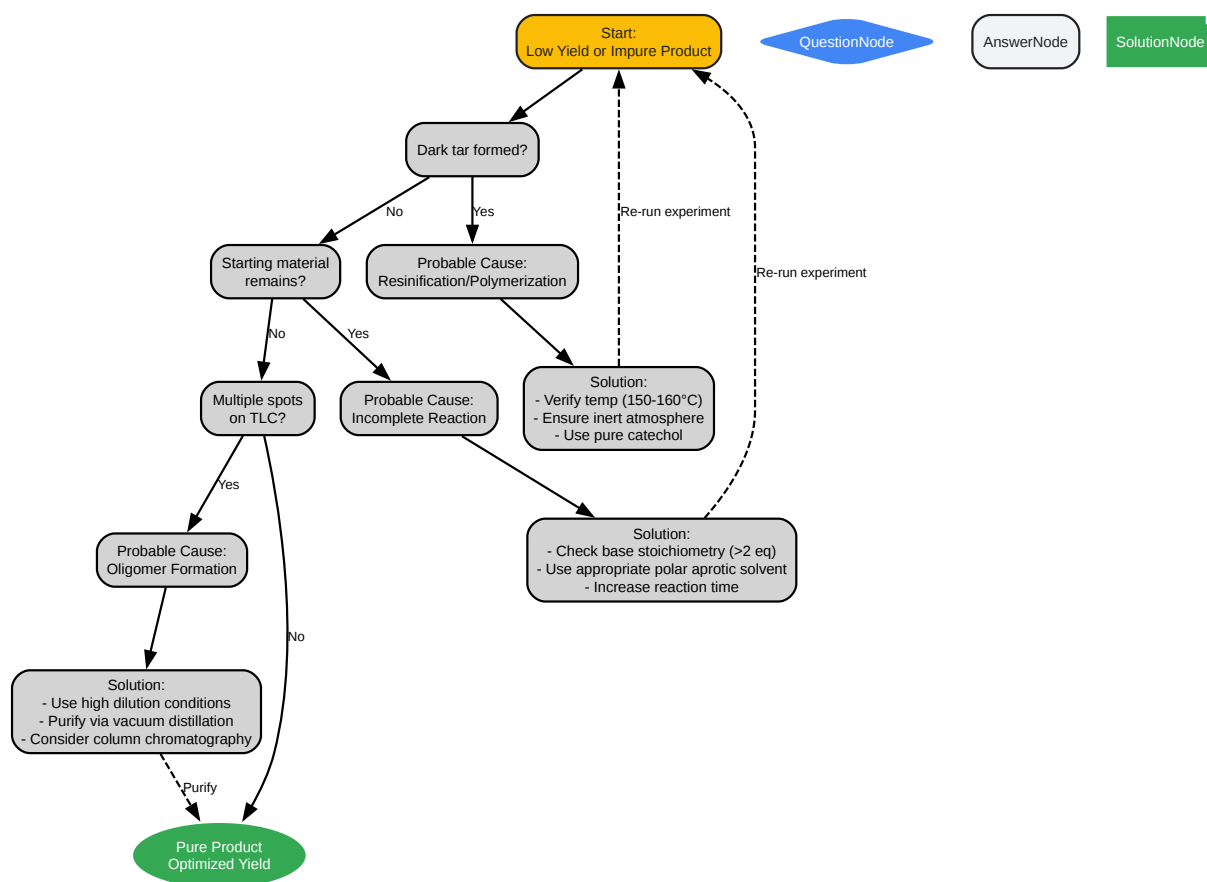 Start:
Low Yield or Impure Product
QuestionNode
AnswerNode
SolutionNode
Dark tar formed?
No
Yes
Re-run experiment
Starting material
remains?
Probable Cause:
Resinification/Polymerization
Re-run experiment
No
Yes
Multiple spots
on TLC?
Probable Cause:
Incomplete Reaction
Solution:
- Verify temp (150-160°C)
- Ensure inert atmosphere
- Use pure catechol
Yes
Probable Cause:
Oligomer Formation
Solution:
- Check base stoichiometry (>2 eq)
- Use appropriate polar aprotic solvent
- Increase reaction time
No
Solution:
- Use high dilution conditions
- Purify via vacuum distillation
- Consider column chromatography
Purify
Pure Product
Optimized Yield